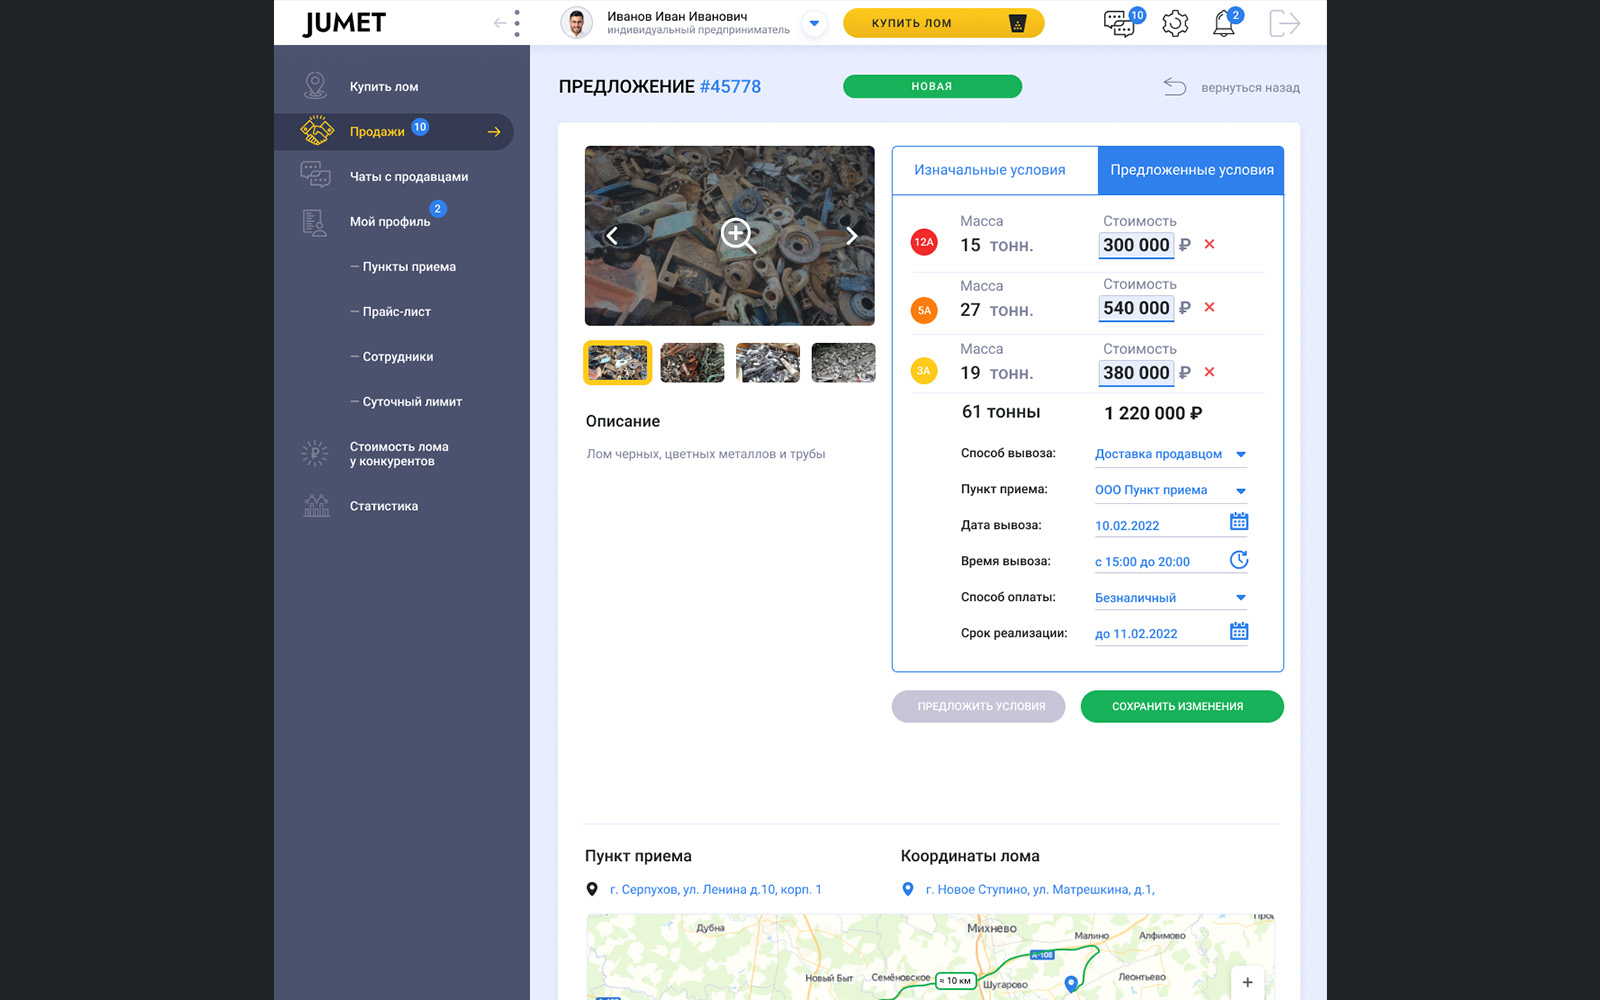 JUMET
Иванов Иван Иванович
индивидуальный предприниматель
КУПИТЬ ЛОМ
10
2
Купить лом
Продажи 10
Чаты с продавцами
Мой профиль 2
— Пункты приема
— Прайс-лист
— Сотрудники
— Суточный лимит
Стоимость лома
у конкурентов
Статистика
ПРЕДЛОЖЕНИЕ #45778
НОВАЯ
вернуться назад
Описание
Лом черных, цветных металлов и трубы
Изначальные условия
Предложенные условия
Масса Стоимость
12А 15 тонн. 300 000 ₽
Масса Стоимость
5А 27 тонн. 540 000 ₽
Масса Стоимость
3А 19 тонн. 380 000 ₽
61 тонны 1 220 000 ₽
Способ вывоза: Доставка продавцом
Пункт приема: ООО Пункт приема
Дата вывоза: 10.02.2022
Время вывоза: с 15:00 до 20:00
Способ оплаты: Безналичный
Срок реализации: до 11.02.2022
ПРЕДЛОЖИТЬ УСЛОВИЯ
СОХРАНИТЬ ИЗМЕНЕНИЯ
Пункт приема
г. Серпухов, ул. Ленина д.10, корп. 1
Координаты лома
г. Новое Ступино, ул. Матрешкина, д.1,
Дубна
Михнево
Малино
Алфимово
А-108
Новый Быт
Семёновское
≈ 10 км
Шугарово
Леонтьево
+